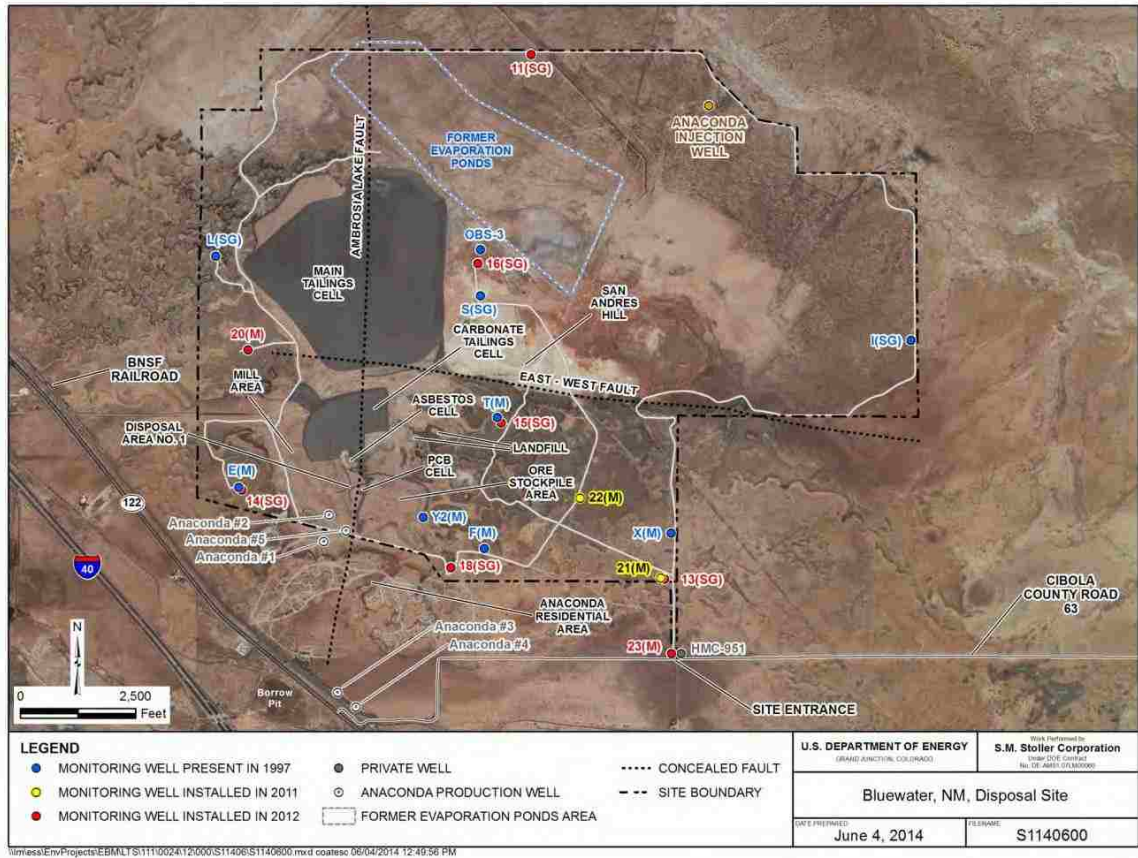 11(SG)
ANACONDA
INJECTION
WELL
FORMER
EVAPORATION
PONDS
AMBROSIA LAKE FAULT
L(SG)
OBS-3
16(SG)
MAIN
TAILINGS
CELL
S(SG)
SAN
ANDRES
HILL
CARBONATE
TAILINGS
CELL
I(SG)
20(M)
BNSF
RAILROAD
MILL
AREA
EAST - WEST FAULT
ASBESTOS
CELL
T(M)
15(SG)
DISPOSAL
AREA NO. 1
LANDFILL
PCB
CELL
ORE
STOCKPILE
AREA
E(M)
14(SG)
22(M)
122
Anaconda #2
Y2(M)
X(M)
Anaconda #5
F(M)
Anaconda #1
40
18(SG)
21(M)
13(SG)
ANACONDA
RESIDENTIAL
AREA
CIBOLA
COUNTY ROAD
63
N
Anaconda #3
Anaconda #4
23(M)
HMC-951
0 2,500
Feet
Borrow
Pit
SITE ENTRANCE
LEGEND
MONITORING WELL PRESENT IN 1997
MONITORING WELL INSTALLED IN 2011
MONITORING WELL INSTALLED IN 2012
PRIVATE WELL
ANACONDA PRODUCTION WELL
FORMER EVAPORATION PONDS AREA
CONCEALED FAULT
SITE BOUNDARY
U.S. DEPARTMENT OF ENERGY
GRAND JUNCTION, COLORADO
Work Performed by
S.M. Stoller Corporation
Under DOE Contract
Bluewater, NM, Disposal Site
DATE PREPARED:
June 4, 2014
FILENAME:
S1140600